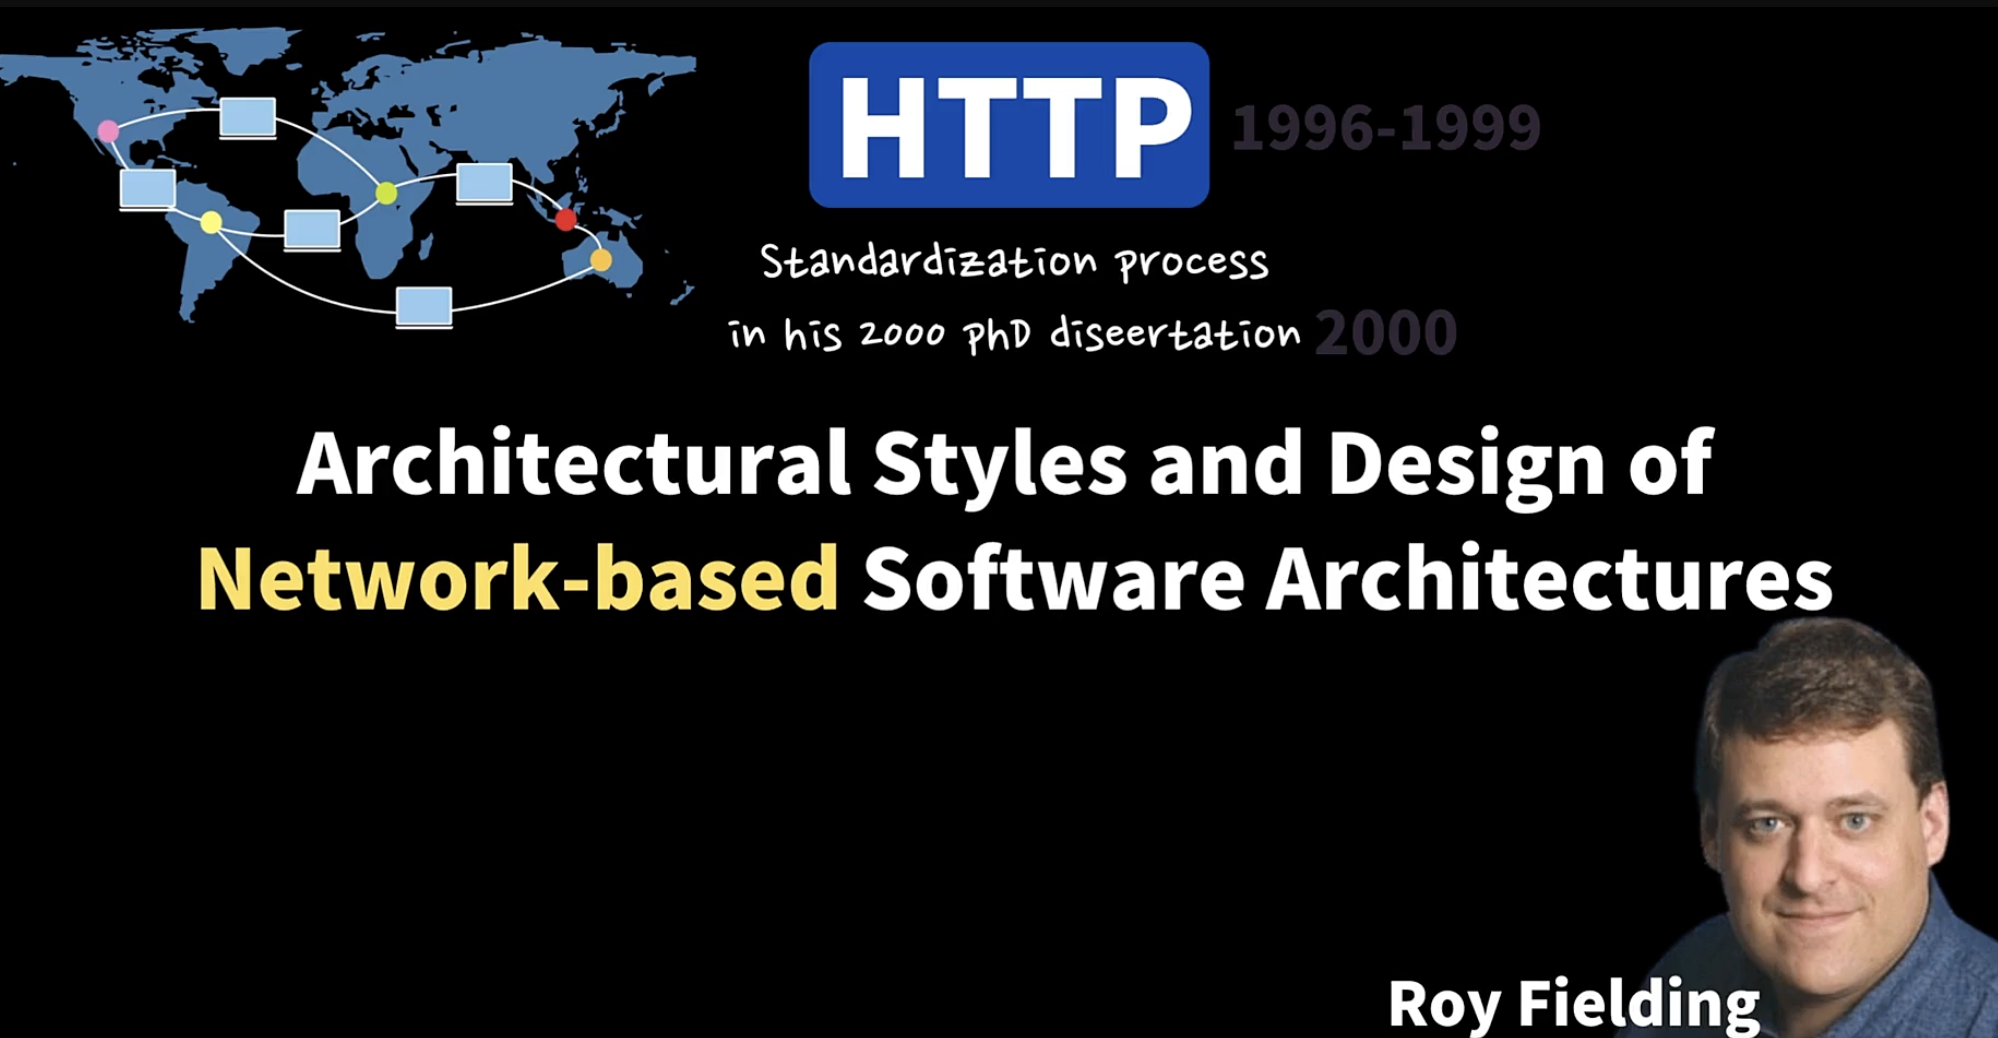 HTTP 1996-1999
Standardization process
in his 2000 phD diseertation 2000
Architectural Styles and Design of
Network-based Software Architectures
Roy Fielding